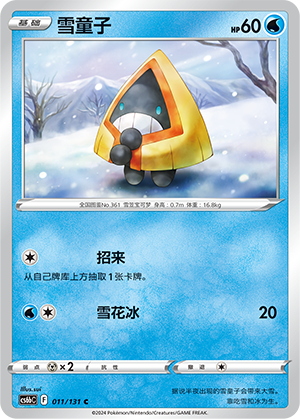 基础 雪童子 HP60
全国图鉴No.361 雪笠宝可梦 身高：0.7m 体重：16.8kg
招来
从自己牌库上方抽取1张卡牌。
雪花冰 20
弱点 ×2 抵抗力 撤退
Illus.sui
CS6bC F 011/131 C
据说半夜出现的雪童子会带来大雪。
靠吃雪和冰为生。
©2024 Pokémon/Nintendo/Creatures/GAME FREAK.